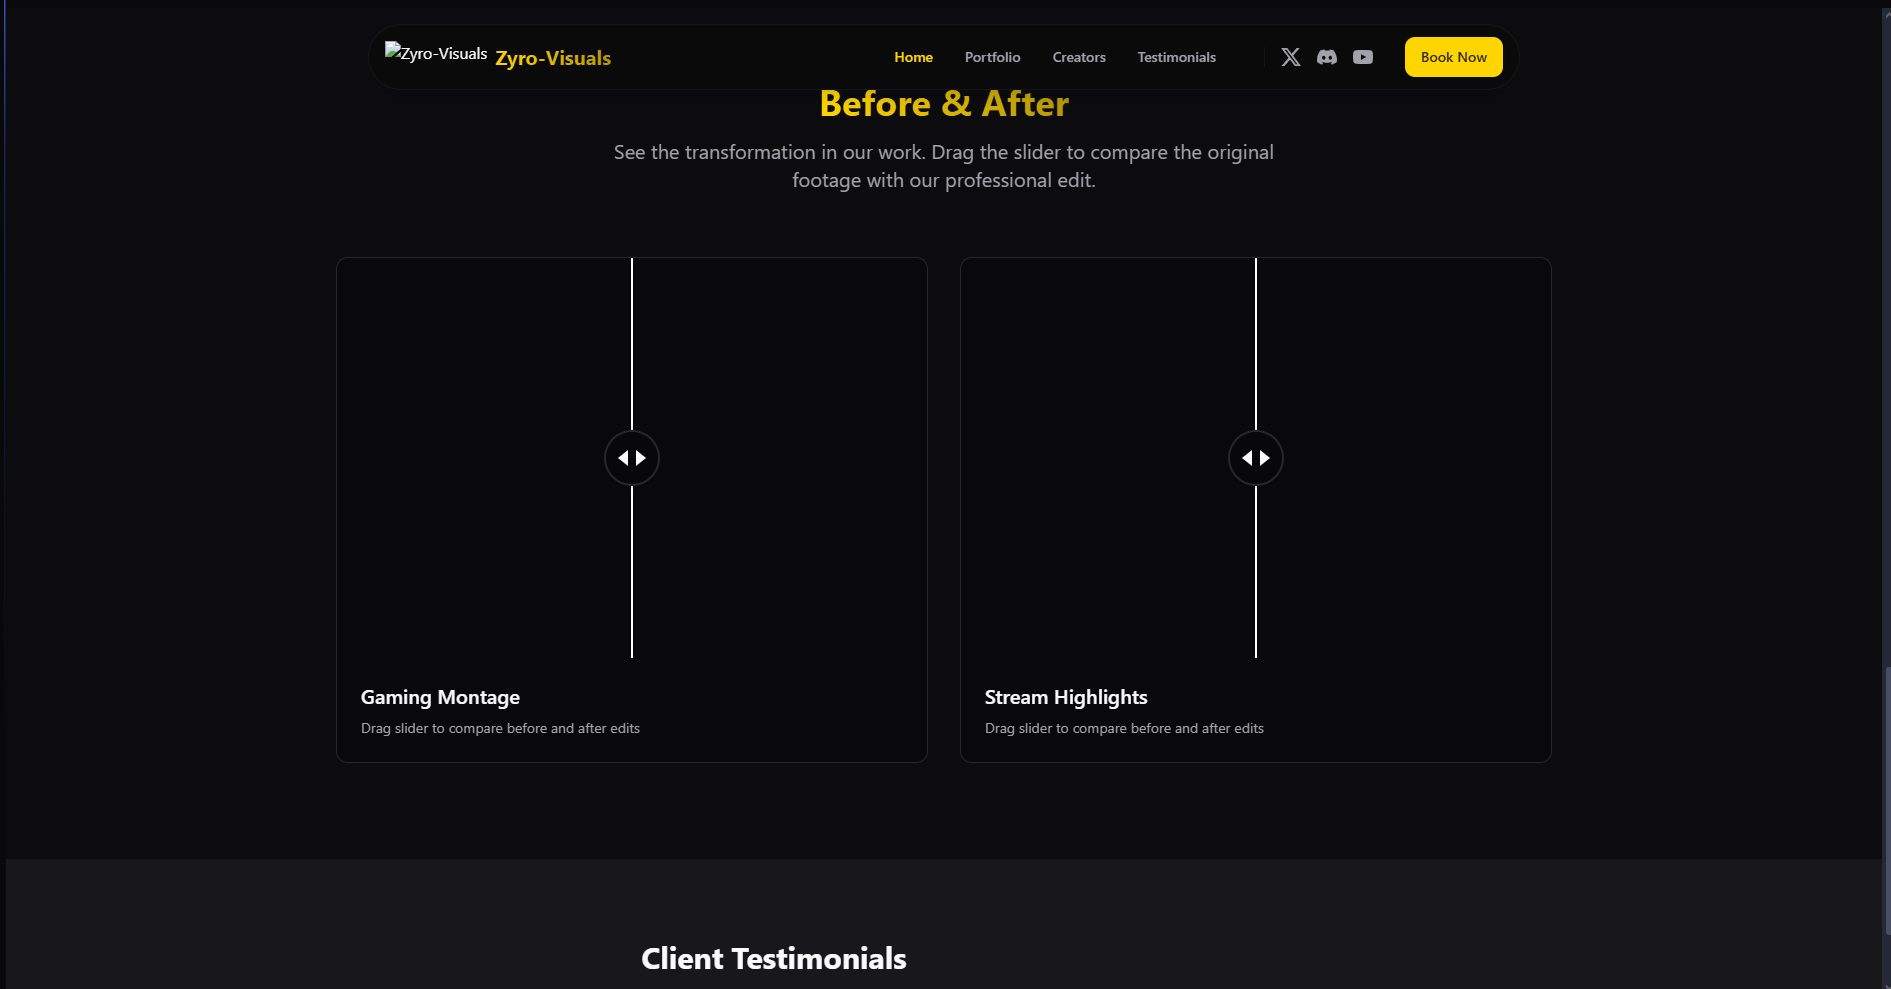 Zyro-Visuals Zyro-Visuals Home Portfolio Creators Testimonials Book Now
Before & After
See the transformation in our work. Drag the slider to compare the original
footage with our professional edit.
Gaming Montage
Drag slider to compare before and after edits
Stream Highlights
Drag slider to compare before and after edits
Client Testimonials